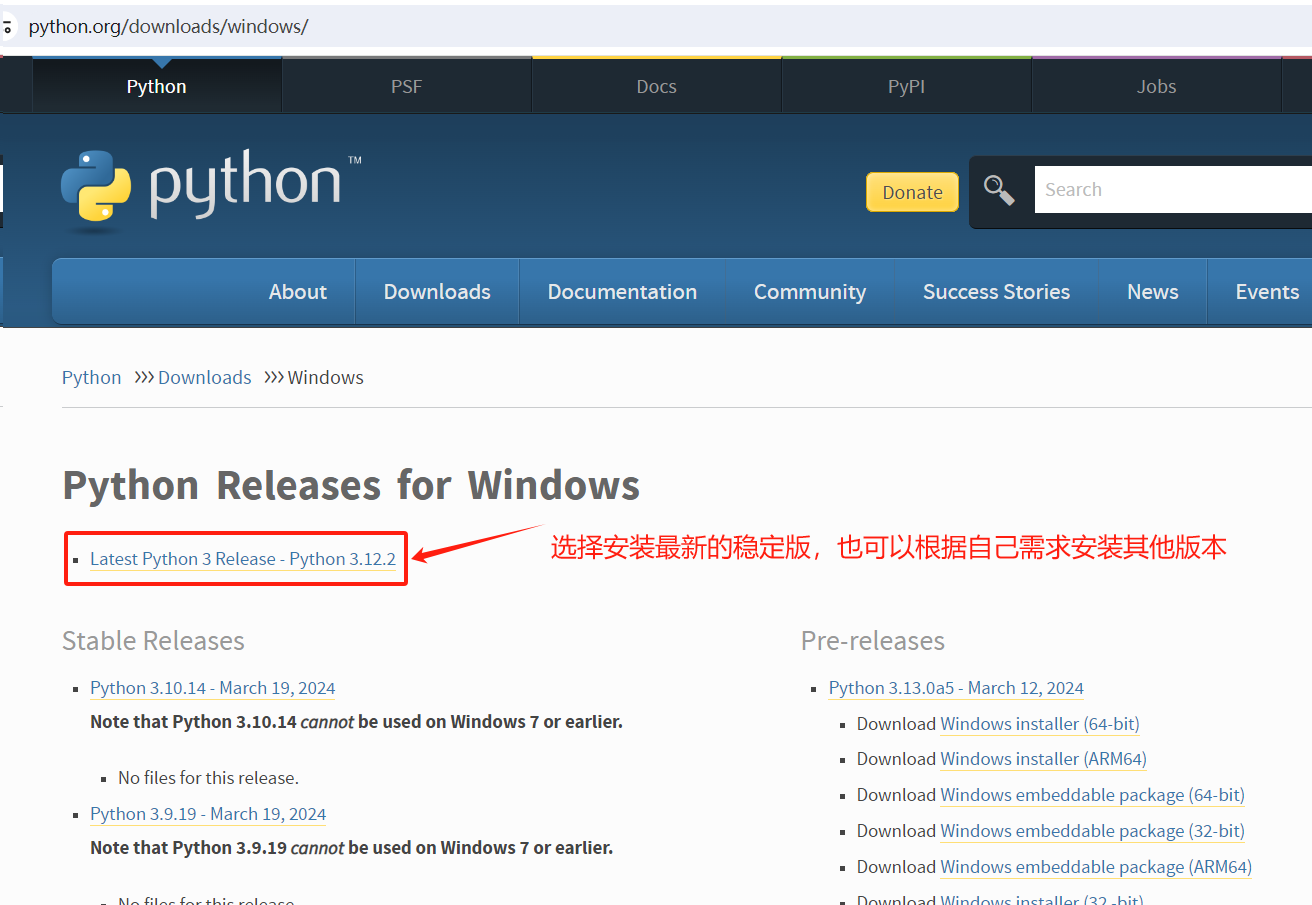 python.org/downloads/windows/
Python
PSF
Docs
PyPI
Jobs
python™
Donate
Search
About
Downloads
Documentation
Community
Success Stories
News
Events
Python >>> Downloads >>> Windows
Python Releases for Windows
Latest Python 3 Release - Python 3.12.2
选择安装最新的稳定版，也可以根据自己需求安装其他版本
Stable Releases
Python 3.10.14 - March 19, 2024
Note that Python 3.10.14 cannot be used on Windows 7 or earlier.
No files for this release.
Python 3.9.19 - March 19, 2024
Note that Python 3.9.19 cannot be used on Windows 7 or earlier.
No files for this release.
Pre-releases
Python 3.13.0a5 - March 12, 2024
Download Windows installer (64-bit)
Download Windows installer (ARM64)
Download Windows embeddable package (64-bit)
Download Windows embeddable package (32-bit)
Download Windows embeddable package (ARM64)
Download Windows installer (32 -bit)